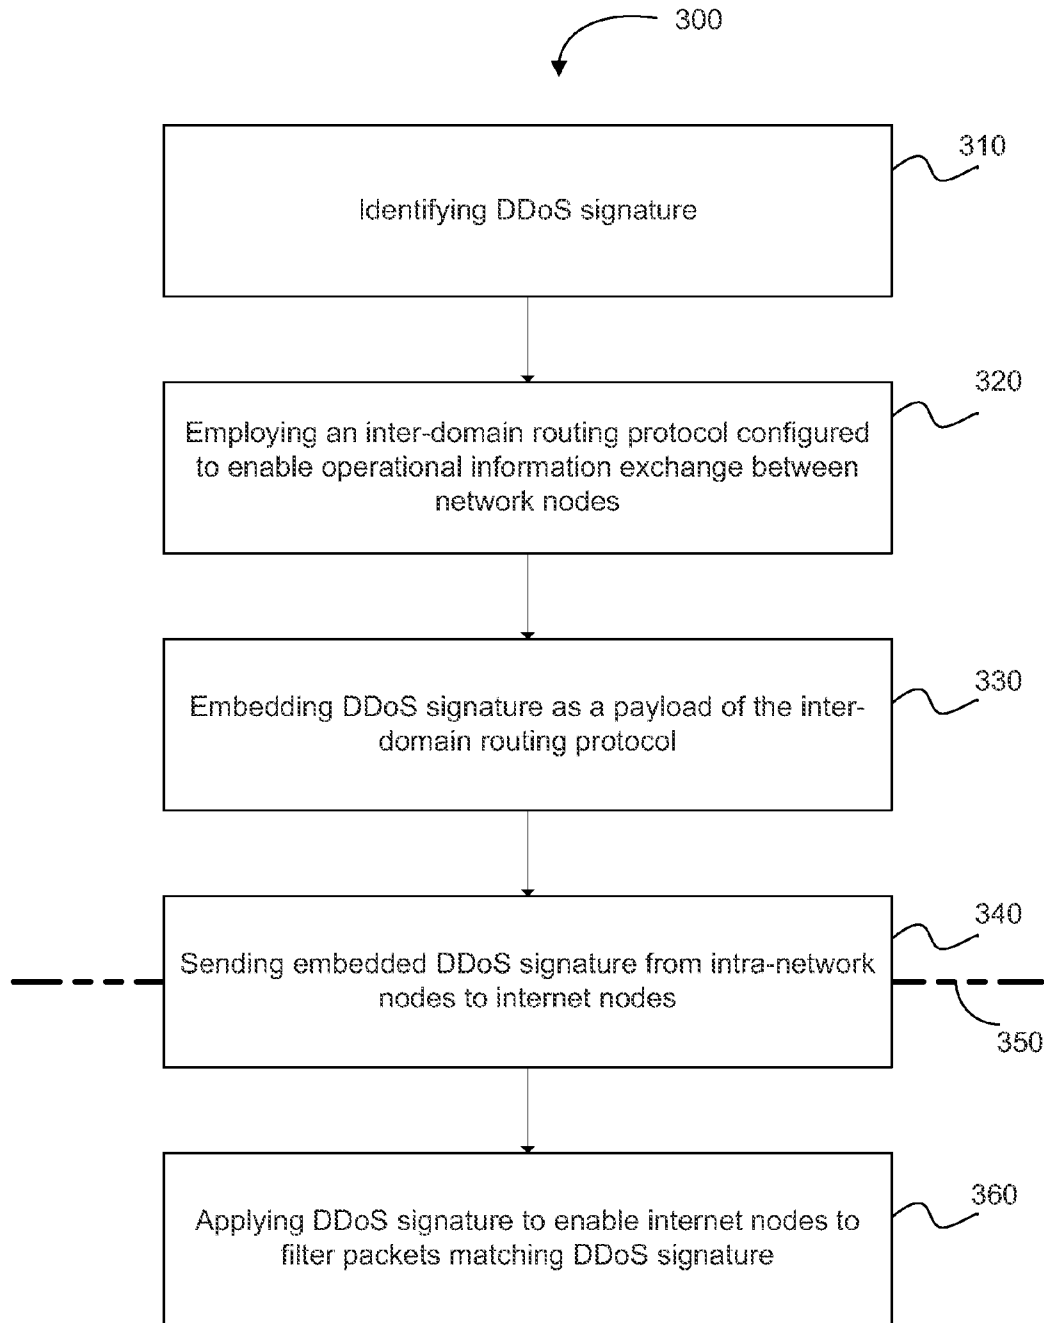 300
310
Identifying DDoS signature
320
Employing an inter-domain routing protocol configured
to enable operational information exchange between
network nodes
330
Embedding DDoS signature as a payload of the inter-
domain routing protocol
340
Sending embedded DDoS signature from intra-network
nodes to internet nodes
350
360
Applying DDoS signature to enable internet nodes to
filter packets matching DDoS signature